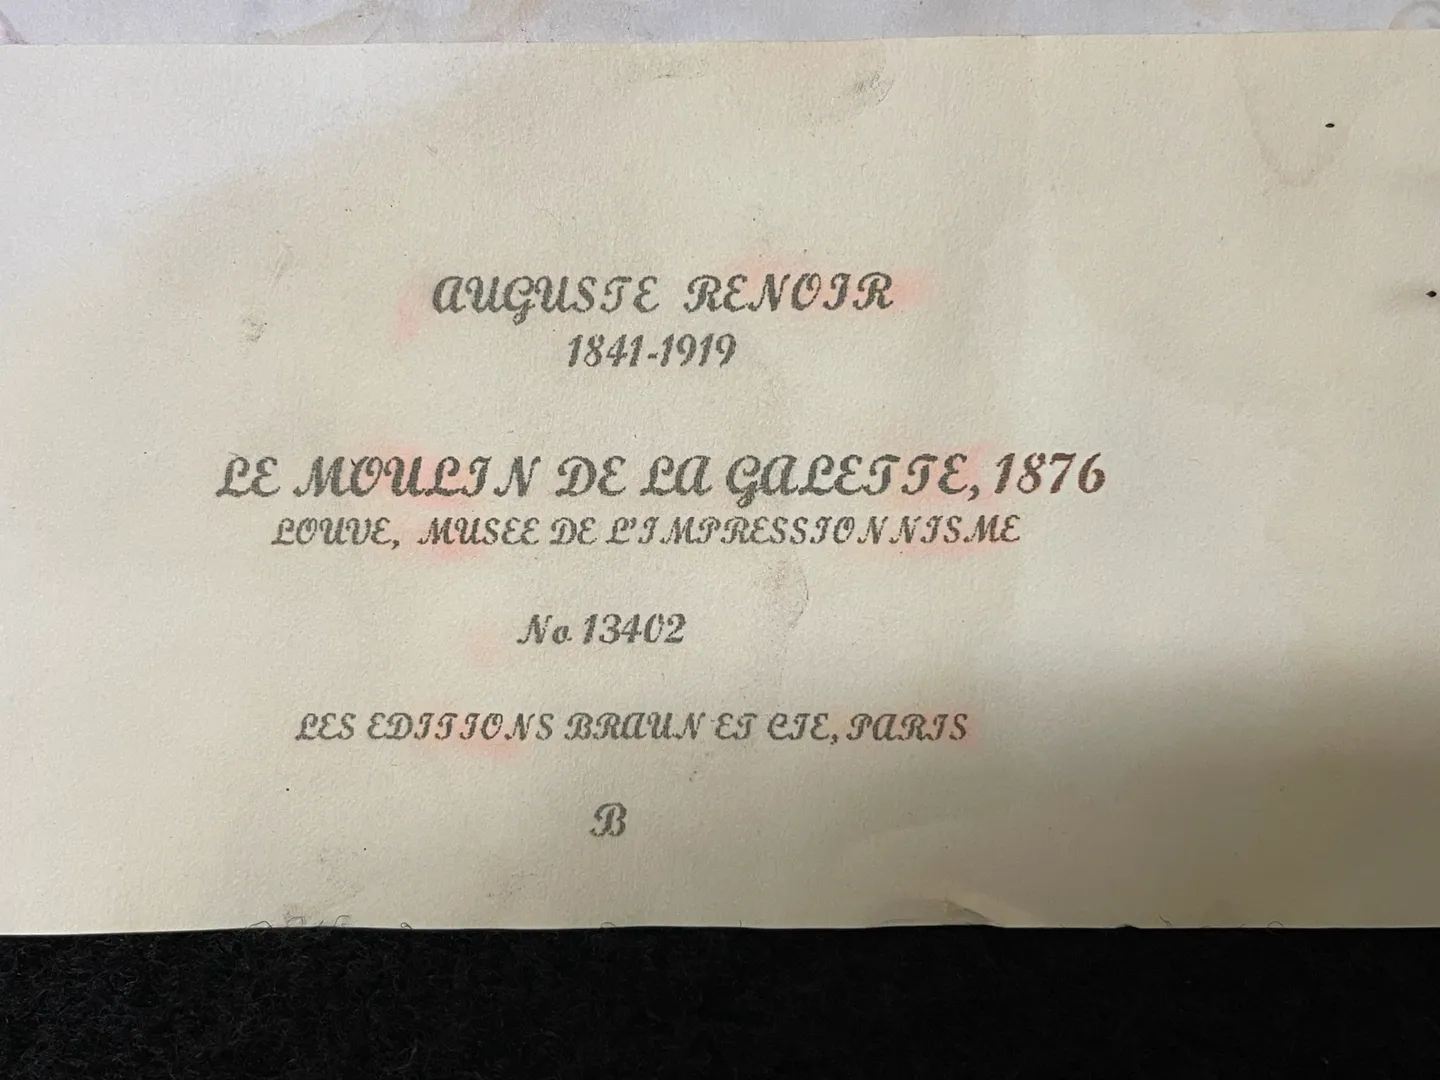 AUGUSTE RENOIR
1841-1919
LE MOULIN DE LA GALETTE, 1876
LOUVE, MUSEE DE L'IMPRESSIONNISME
No 13402
LES EDITIONS BRAUN ET CIE, PARIS
B